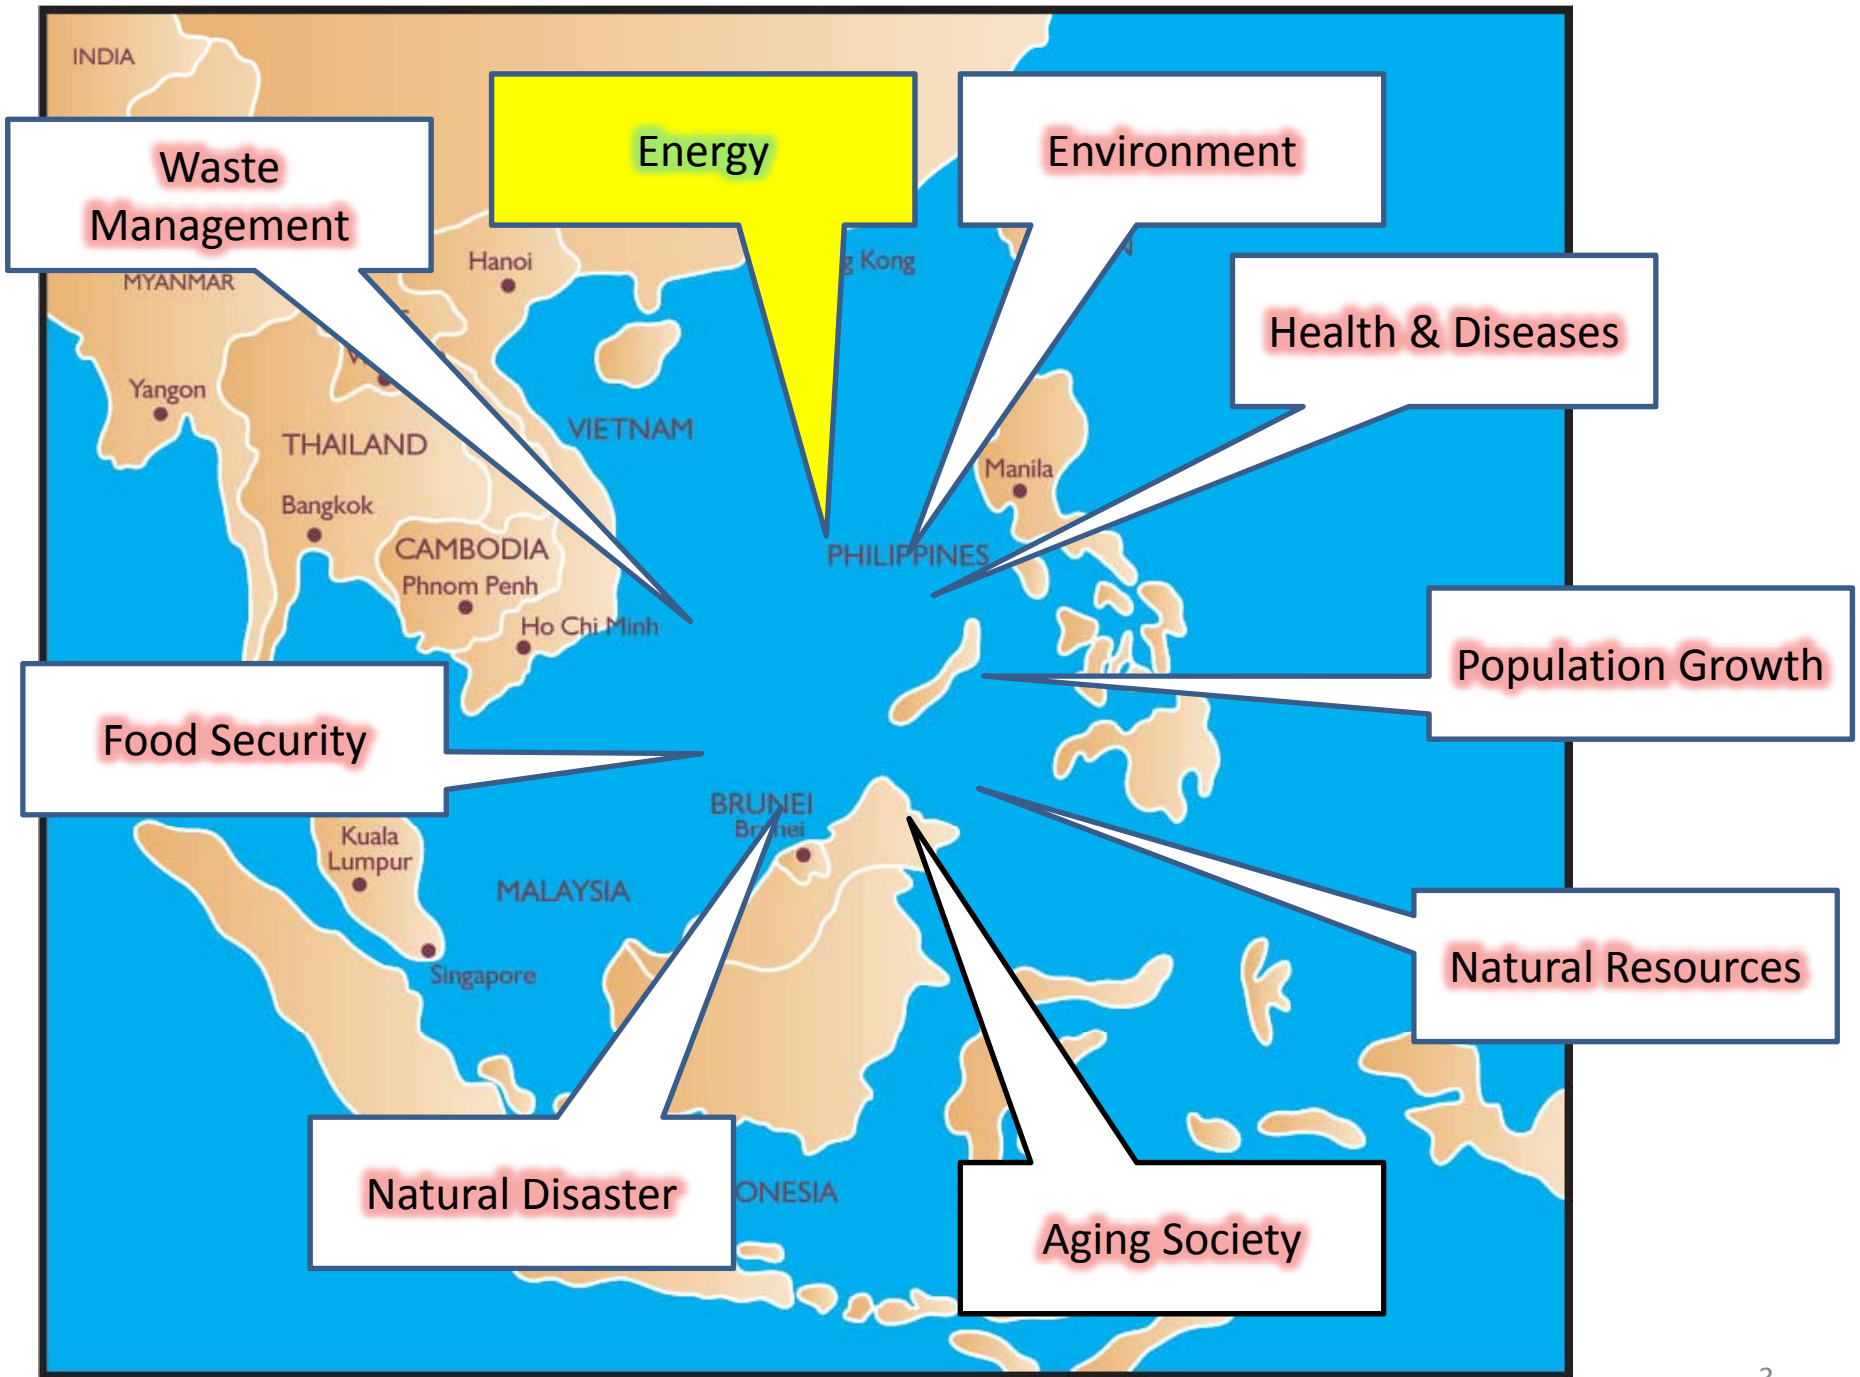 INDIA
Energy
Environment
Waste
Management
Hanoi
Kong
MYANMAR
Health & Diseases
Yangon
VIETNAM
THAILAND
Manila
Bangkok
CAMBODIA
PHILIPPINES
Phnom Penh
Ho Chi Minh
Population Growth
Food Security
BRUNEI
Brunei
Kuala
Lumpur
MALAYSIA
Natural Resources
Singapore
Natural Disaster
ONESIA
Aging Society